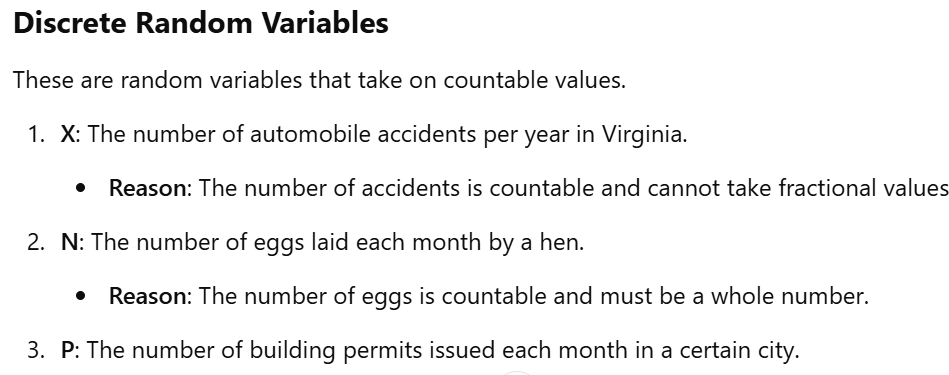 Discrete Random Variables
These are random variables that take on countable values.
1. X: The number of automobile accidents per year in Virginia.
• Reason: The number of accidents is countable and cannot take fractional values
2. N: The number of eggs laid each month by a hen.
• Reason: The number of eggs is countable and must be a whole number.
3. P: The number of building permits issued each month in a certain city.